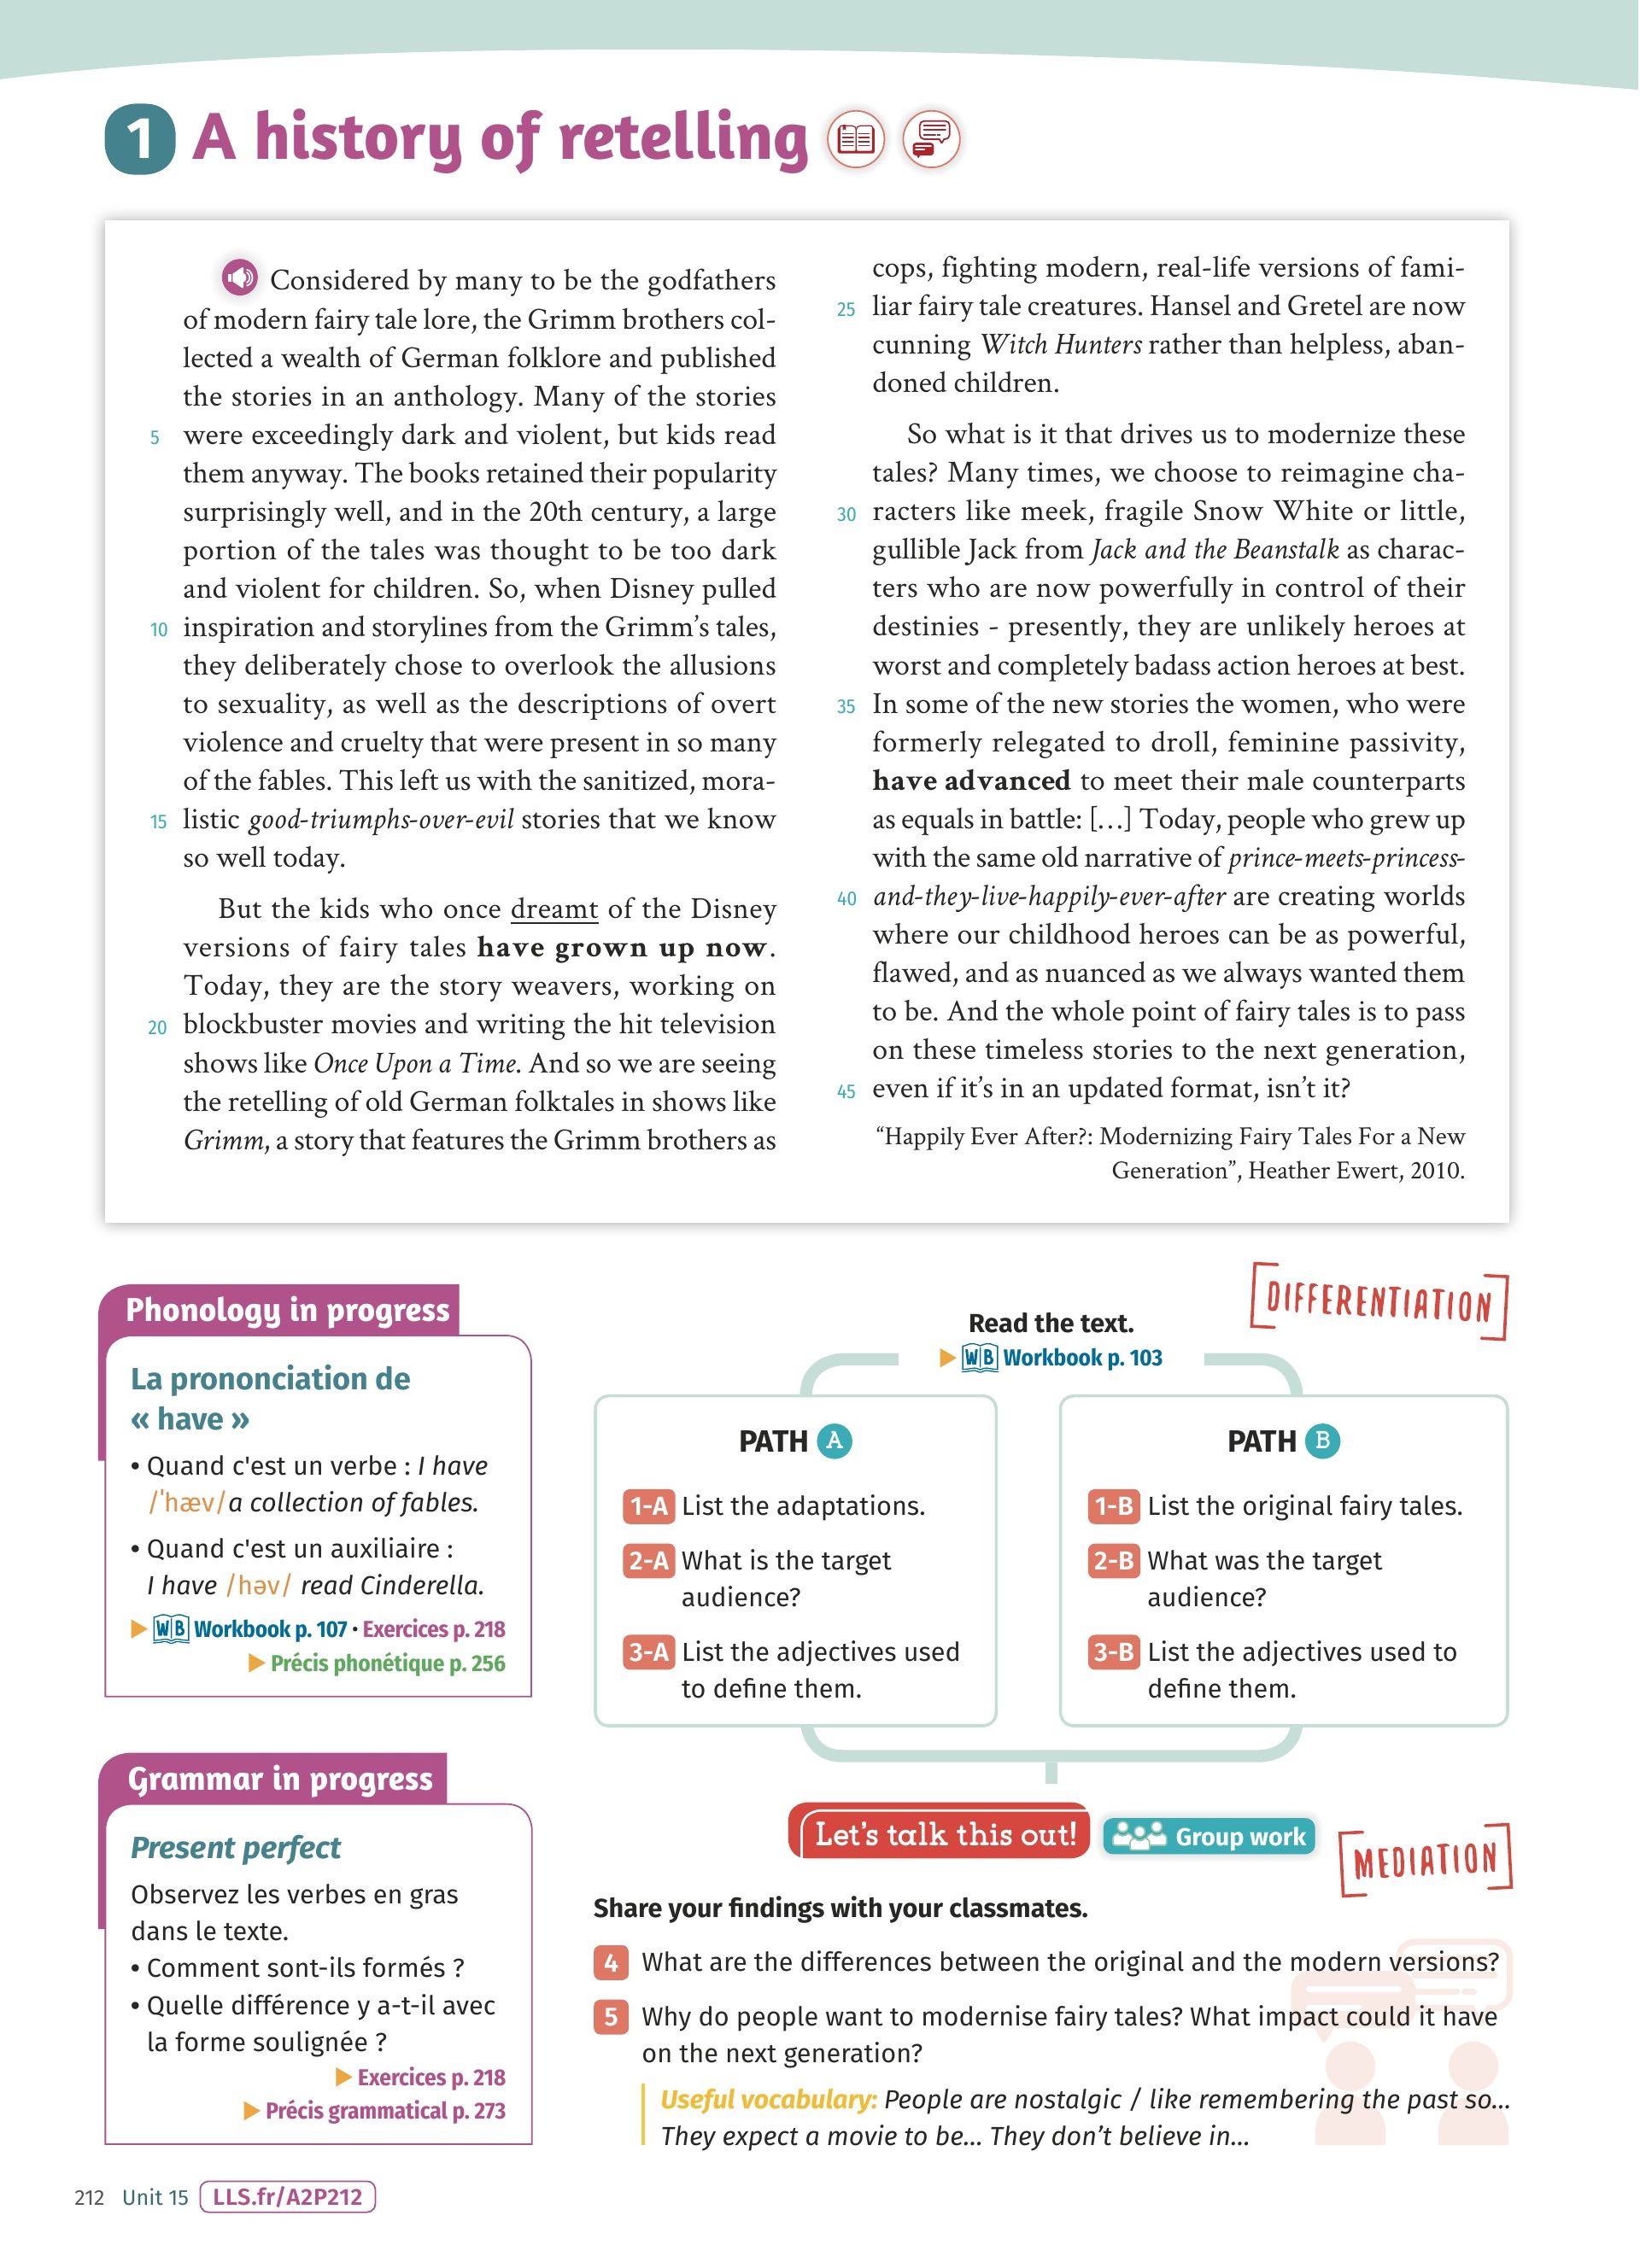 1 A history of retelling
Considered by many to be the godfathers
of modern fairy tale lore, the Grimm brothers col-
lected a wealth of German folklore and published
the stories in an anthology. Many of the stories
5 were exceedingly dark and violent, but kids read
them anyway. The books retained their popularity
surprisingly well, and in the 20th century, a large
portion of the tales was thought to be too dark
and violent for children. So, when Disney pulled
10 inspiration and storylines from the Grimm's tales,
they deliberately chose to overlook the allusions
to sexuality, as well as the descriptions of overt
violence and cruelty that were present in so many
of the fables. This left us with the sanitized, mora-
15 listic good-triumphs-over-evil stories that we know
so well today.
But the kids who once dreamt of the Disney
versions of fairy tales have grown up now.
Today, they are the story weavers, working on
20 blockbuster movies and writing the hit television
shows like Once Upon a Time. And so we are seeing
the retelling of old German folktales in shows like
Grimm, a story that features the Grimm brothers as
cops, fighting modern, real-life versions of fami-
25 liar fairy tale creatures. Hansel and Gretel are now
cunning Witch Hunters rather than helpless, aban-
doned children.
So what is it that drives us to modernize these
tales? Many times, we choose to reimagine cha-
30 racters like meek, fragile Snow White or little,
gullible Jack from Jack and the Beanstalk as charac-
ters who are now powerfully in control of their
destinies - presently, they are unlikely heroes at
worst and completely badass action heroes at best.
35 In some of the new stories the women, who were
formerly relegated to droll, feminine passivity,
have advanced to meet their male counterparts
as equals in battle: [...] Today, people who grew up
with the same old narrative of prince-meets-princess-
40 and-they-live-happily-ever-after are creating worlds
where our childhood heroes can be as powerful,
flawed, and as nuanced as we always wanted them
to be. And the whole point of fairy tales is to pass
on these timeless stories to the next generation,
45 even if it's in an updated format, isn't it?
“Happily Ever After?: Modernizing Fairy Tales For a New
Generation”, Heather Ewert, 2010.
Phonology in progress
La prononciation de
« have »
• Quand c'est un verbe : I have
/ˈhæv/ a collection of fables.
• Quand c'est un auxiliaire :
I have /həv/ read Cinderella.
WB Workbook p. 107 · Exercices p. 218
Précis phonétique p. 256
Grammar in progress
Present perfect
Observez les verbes en gras
dans le texte.
• Comment sont-ils formés ?
• Quelle différence y a-t-il avec
la forme soulignée ?
Exercices p. 218
Précis grammatical p. 273
DIFFERENTIATION
Read the text.
WB Workbook p. 103
PATH A
1-A List the adaptations.
2-A What is the target
audience?
3-A List the adjectives used
to define them.
PATH B
1-B List the original fairy tales.
2-B What was the target
audience?
3-B List the adjectives used to
define them.
Let's talk this out! Group work
MEDIATION
Share your findings with your classmates.
4 What are the differences between the original and the modern versions?
5 Why do people want to modernise fairy tales? What impact could it have
on the next generation?
Useful vocabulary: People are nostalgic / like remembering the past so...
They expect a movie to be... They don't believe in...
212 Unit 15 LLS.fr/A2P212